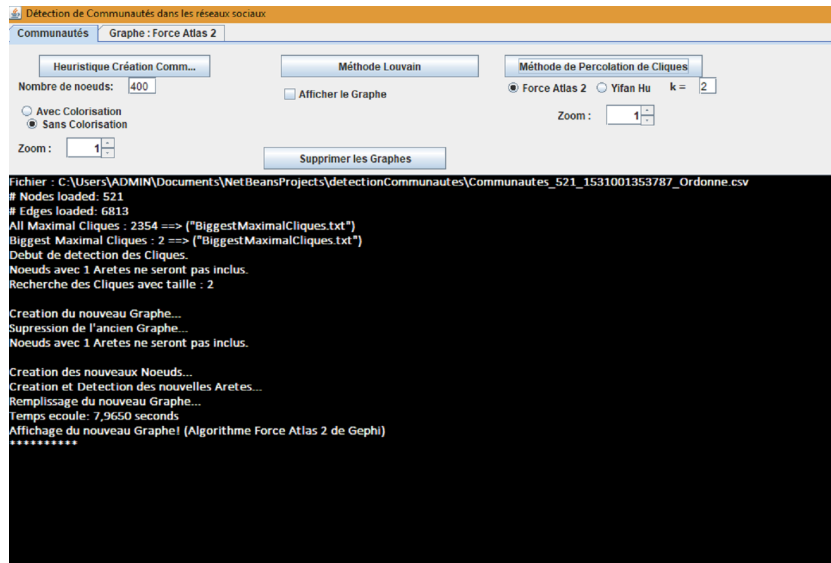 Détection de Communautés dans les réseaux sociaux
Communautés Graphe : Force Atlas 2
Heuristique Création Comm... Méthode Louvain Méthode de Percolation de Cliques
Nombre de noeuds: 400 Afficher le Graphe Force Atlas 2 Yifan Hu k = 2
Avec Colorisation
Sans Colorisation
Zoom : 1
Zoom : 1
Supprimer les Graphes
Fichier : C:\Users\ADMIN\Documents\NetBeansProjects\detectionCommunautes\Communautes_521_1531001353787_Ordonne.csv
# Nodes loaded: 521
# Edges loaded: 6813
All Maximal Cliques : 2354 ==> ("BiggestMaximalCliques.txt")
Biggest Maximal Cliques : 2 ==> ("BiggestMaximalCliques.txt")
Debut de detection des Cliques.
Noeuds avec 1 Aretes ne seront pas inclus.
Recherche des Cliques avec taille : 2
Creation du nouveau Graphe...
Supression de l'ancien Graphe...
Noeuds avec 1 Aretes ne seront pas inclus.
Creation des nouveaux Noeuds...
Creation et Detection des nouvelles Aretes...
Remplissage du nouveau Graphe...
Temps ecoule: 7,9650 seconds
Affichage du nouveau Graphe! (Algorithme Force Atlas 2 de Gephi)
**********